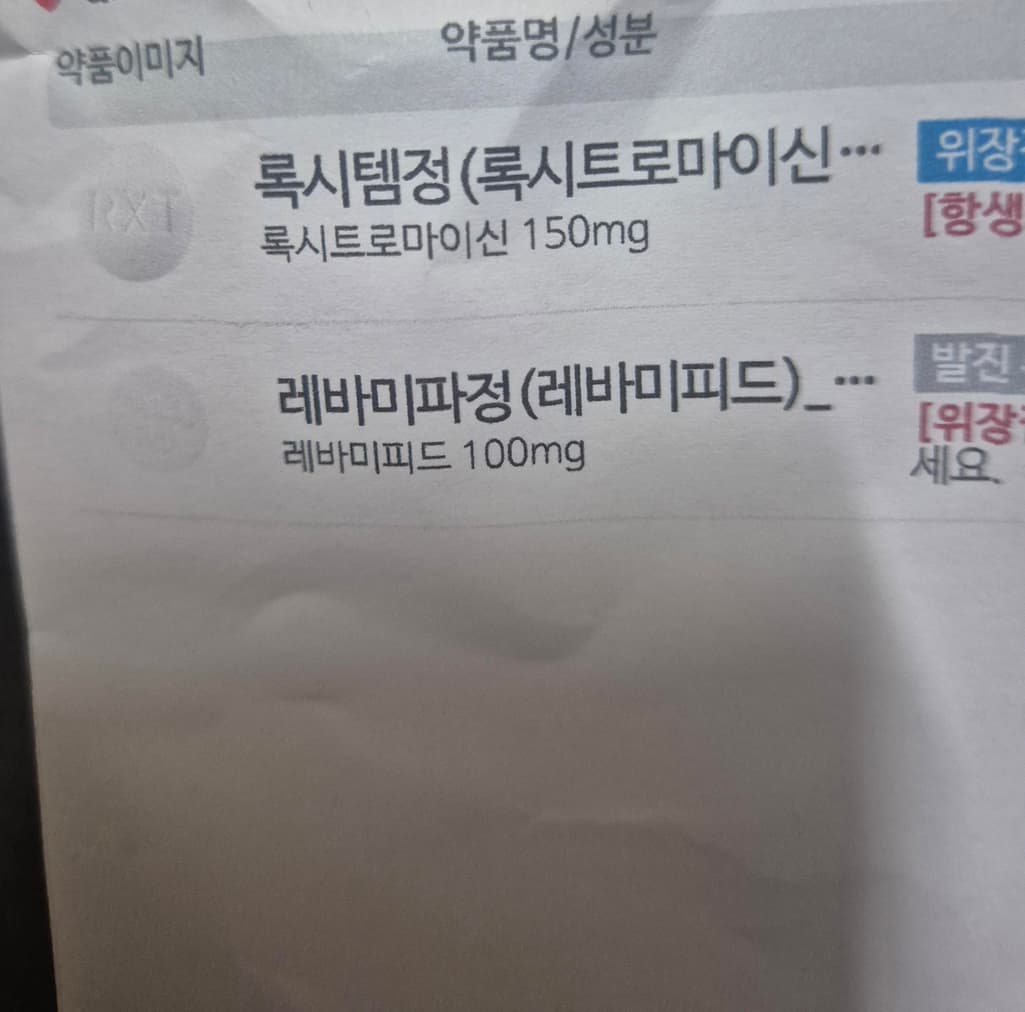 약품이미지
약품명/성분
록시템정(록시트로마이신…
록시트로마이신 150mg
위장
[항생
레바미파정(레바미피드)_…
레바미피드 100mg
발진
[위장
세요.